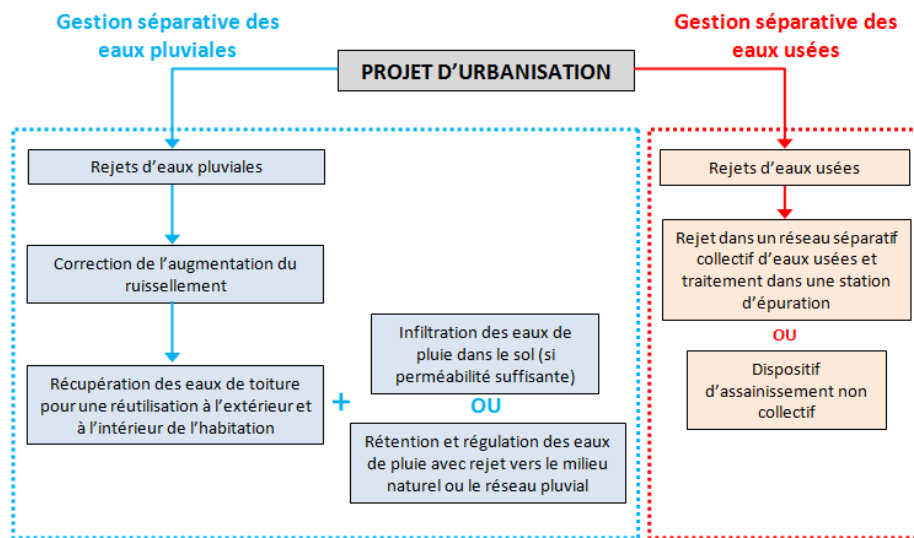 Gestion séparative des
eaux pluviales
Gestion séparative des
eaux usées
PROJET D'URBANISATION
Rejets d'eaux pluviales
Correction de l'augmentation du
ruissellement
Récupération des eaux de toiture
pour une réutilisation à l'extérieur et
à l'intérieur de l'habitation
+
Infiltration des eaux de
pluie dans le sol (si
perméabilité suffisante)
OU
Rétention et régulation des eaux
de pluie avec rejet vers le milieu
naturel ou le réseau pluvial
Rejets d'eaux usées
Rejet dans un réseau séparatif
collectif d'eaux usées et
traitement dans une station
d'épuration
OU
Dispositif
d'assainissement non
collectif